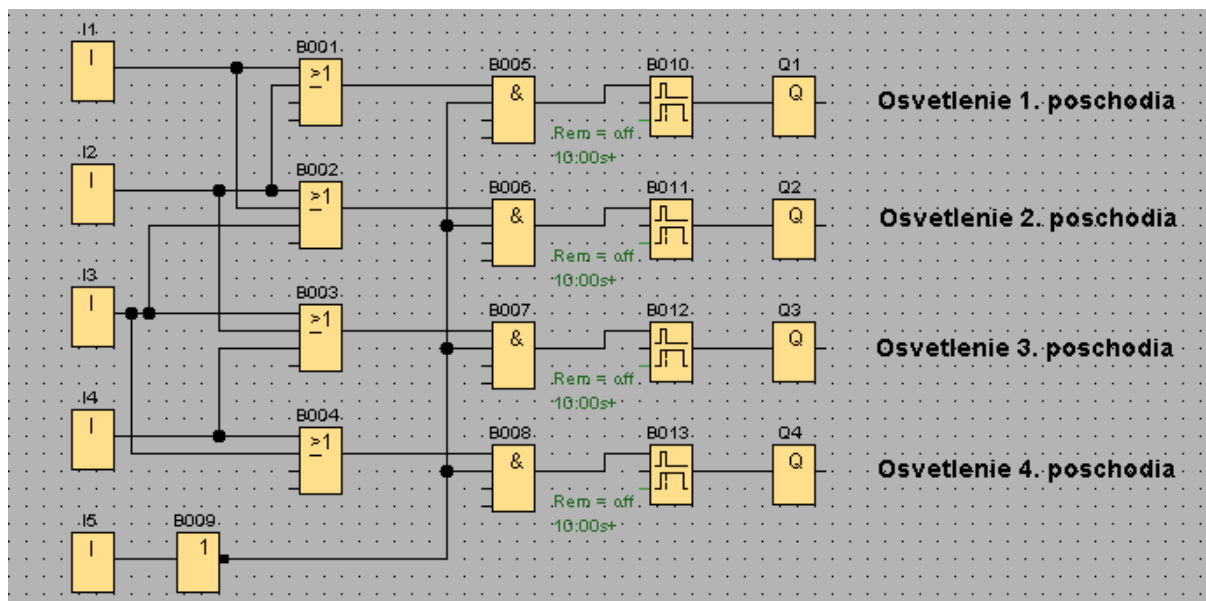 I1
I
B001
>1
B005
&
B010
Q1
Q
Osvetlenie 1. poschodia
Rem = off
10:00s+
I2
I
B002
>1
B006
&
B011
Q2
Q
Osvetlenie 2. poschodia
Rem = off
10:00s+
I3
I
B003
>1
B007
&
B012
Q3
Q
Osvetlenie 3. poschodia
Rem = off
10:00s+
I4
I
B004
>1
B008
&
B013
Q4
Q
Osvetlenie 4. poschodia
Rem = off
10:00s+
I5
I
B009
1